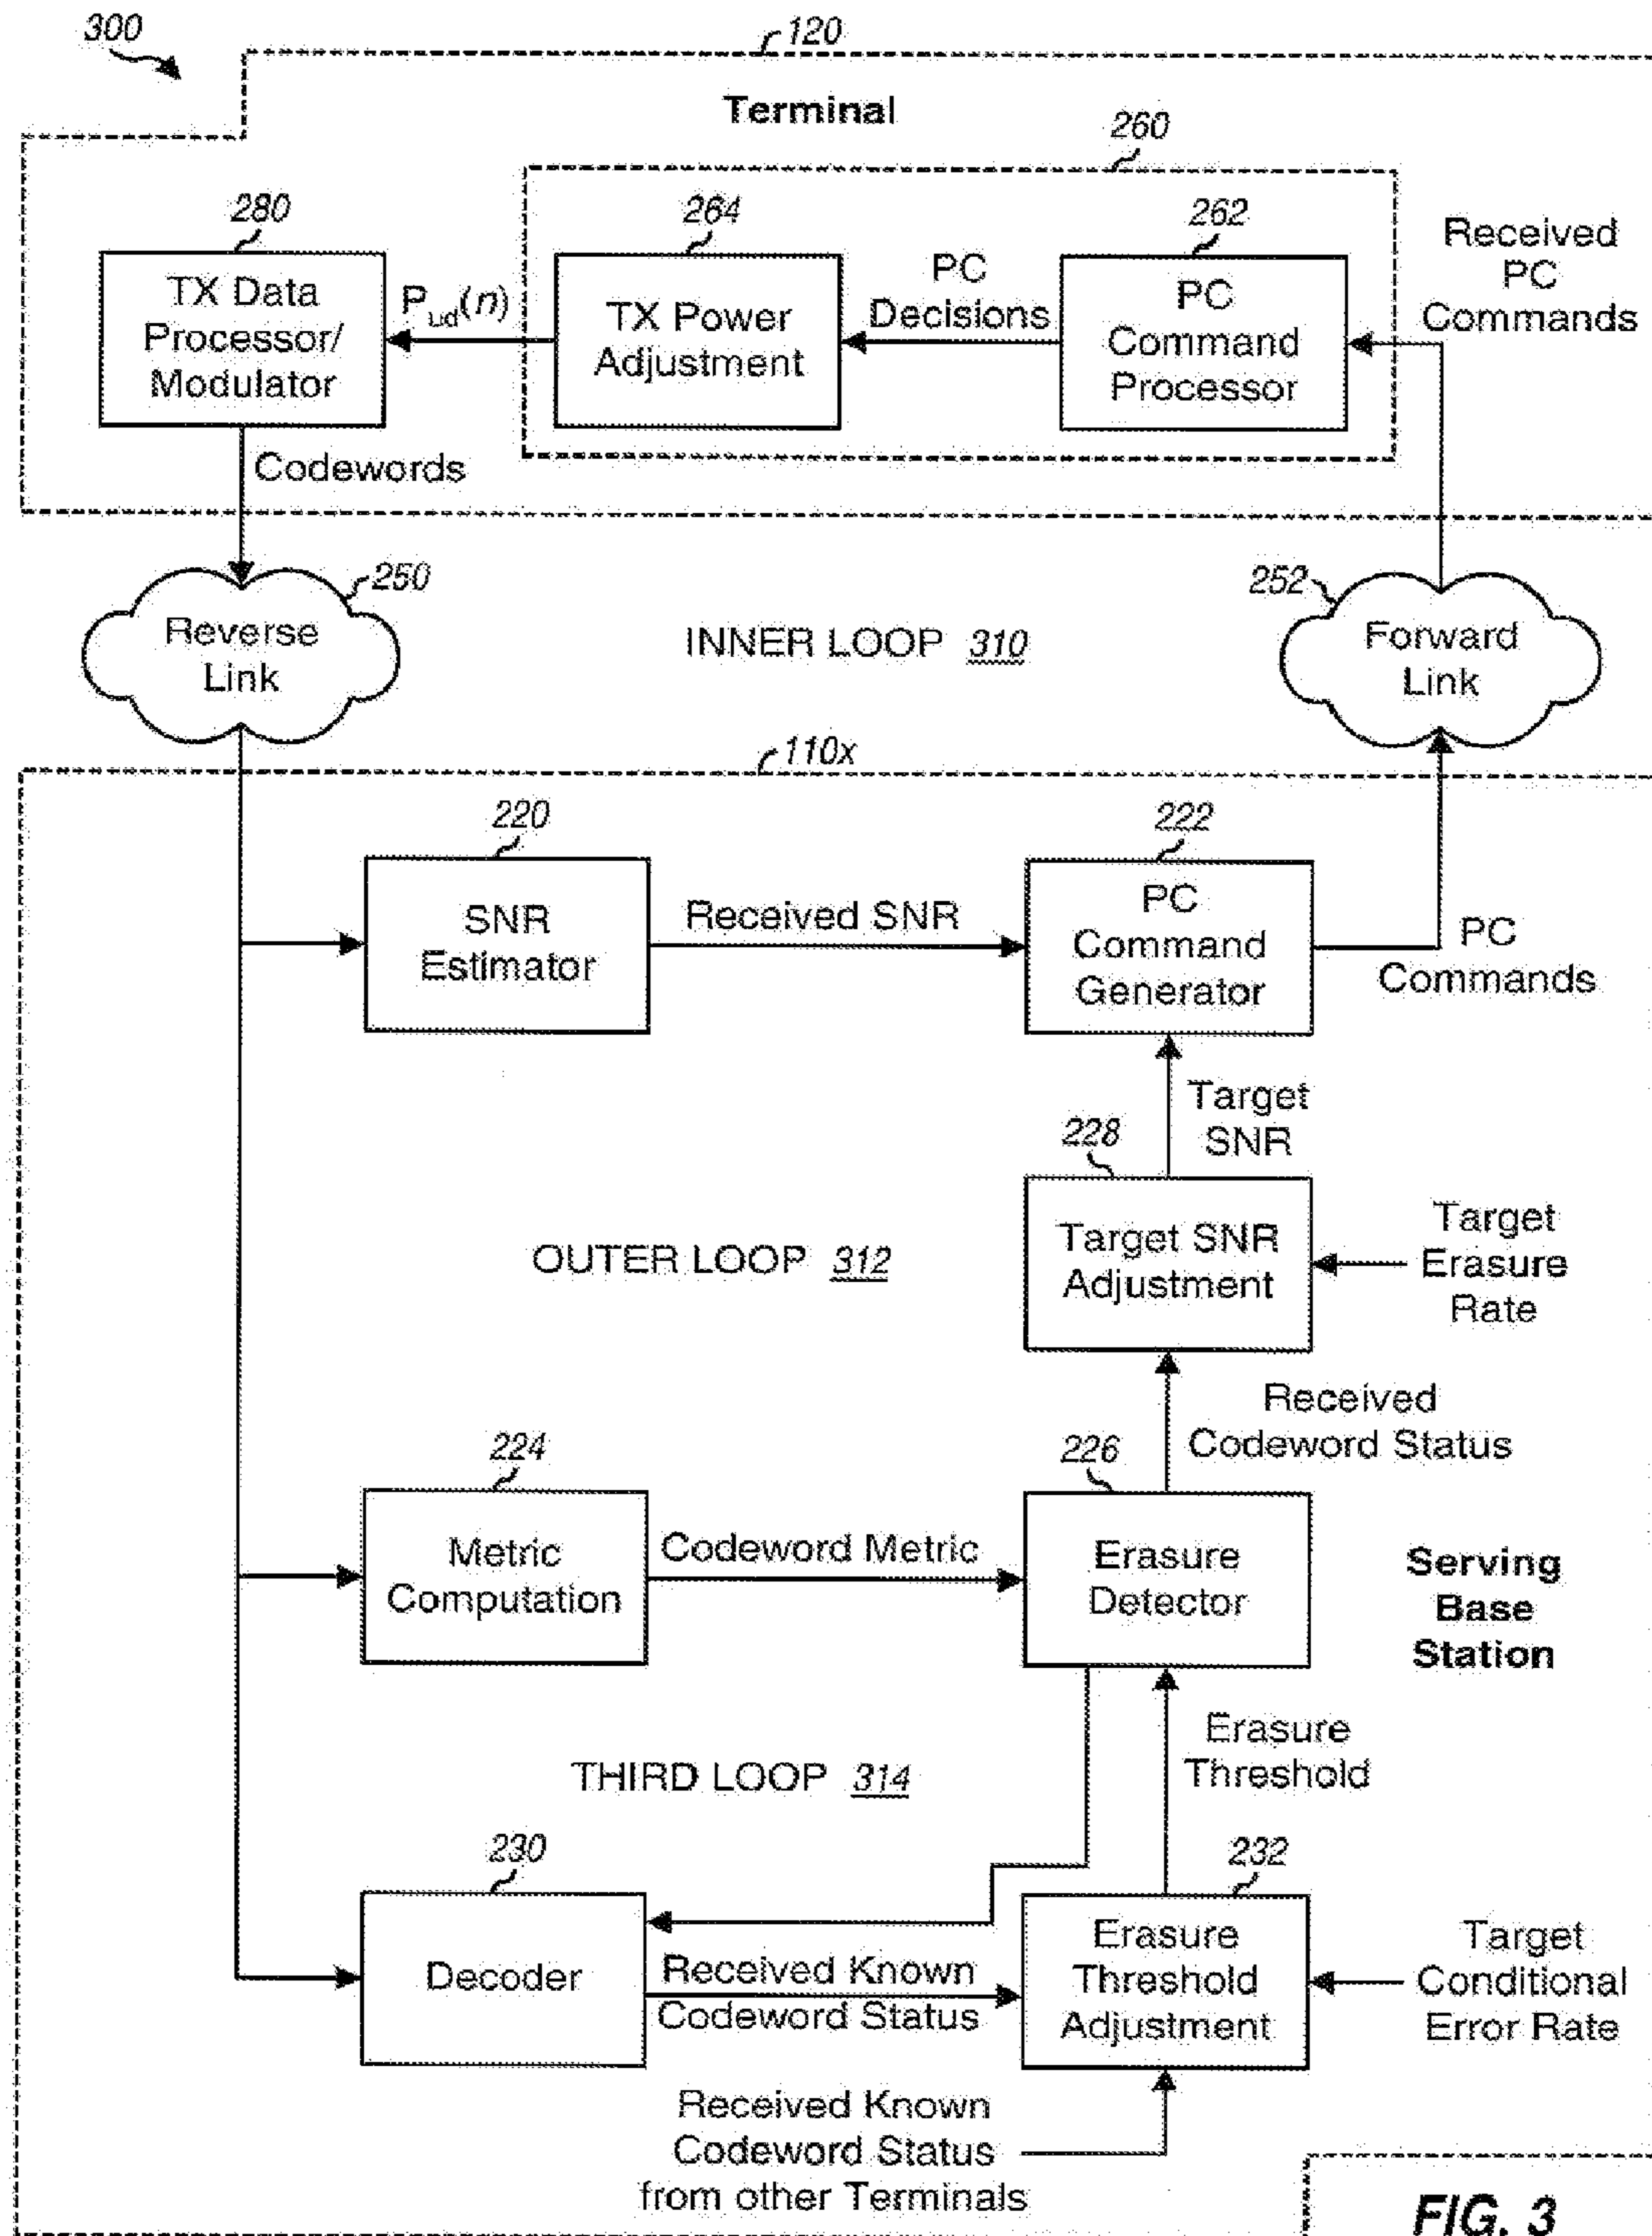 300
120
Terminal
260
280
264
262
Received
PC
Commands
TX Data
Processor/
Modulator
P_ud(n)
TX Power
Adjustment
PC
Decisions
PC
Command
Processor
Codewords
250
252
Reverse
Link
INNER LOOP 310
Forward
Link
110x
220
222
SNR
Estimator
Received SNR
PC
Command
Generator
PC
Commands
Target
SNR
228
OUTER LOOP 312
Target SNR
Adjustment
Target
Erasure
Rate
Received
Codeword Status
224
226
Metric
Computation
Codeword Metric
Erasure
Detector
Serving
Base
Station
Erasure
Threshold
THIRD LOOP 314
230
232
Decoder
Received Known
Codeword Status
Erasure
Threshold
Adjustment
Target
Conditional
Error Rate
Received Known
Codeword Status
from other Terminals
FIG. 3